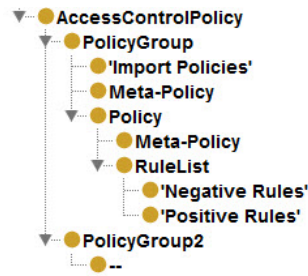 AccessControlPolicy
PolicyGroup
'Import Policies'
Meta-Policy
Policy
Meta-Policy
RuleList
'Negative Rules'
'Positive Rules'
PolicyGroup2
--